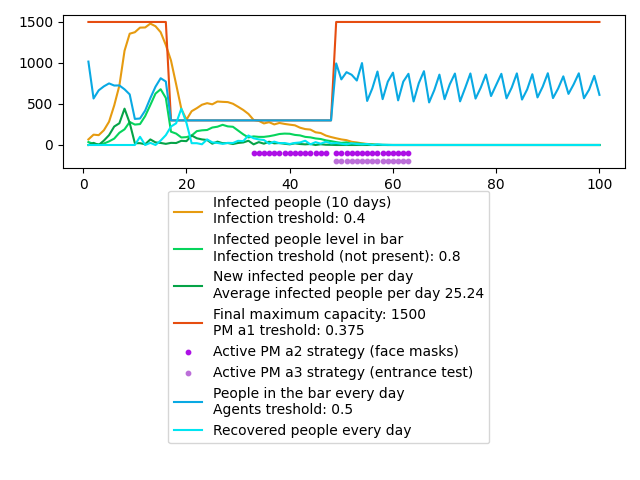 1500
1000
500
0
0 20 40 60 80 100
Infected people (10 days)
Infection treshold: 0.4
Infected people level in bar
Infection treshold (not present): 0.8
New infected people per day
Average infected people per day 25.24
Final maximum capacity: 1500
PM a1 treshold: 0.375
Active PM a2 strategy (face masks)
Active PM a3 strategy (entrance test)
People in the bar every day
Agents treshold: 0.5
Recovered people every day